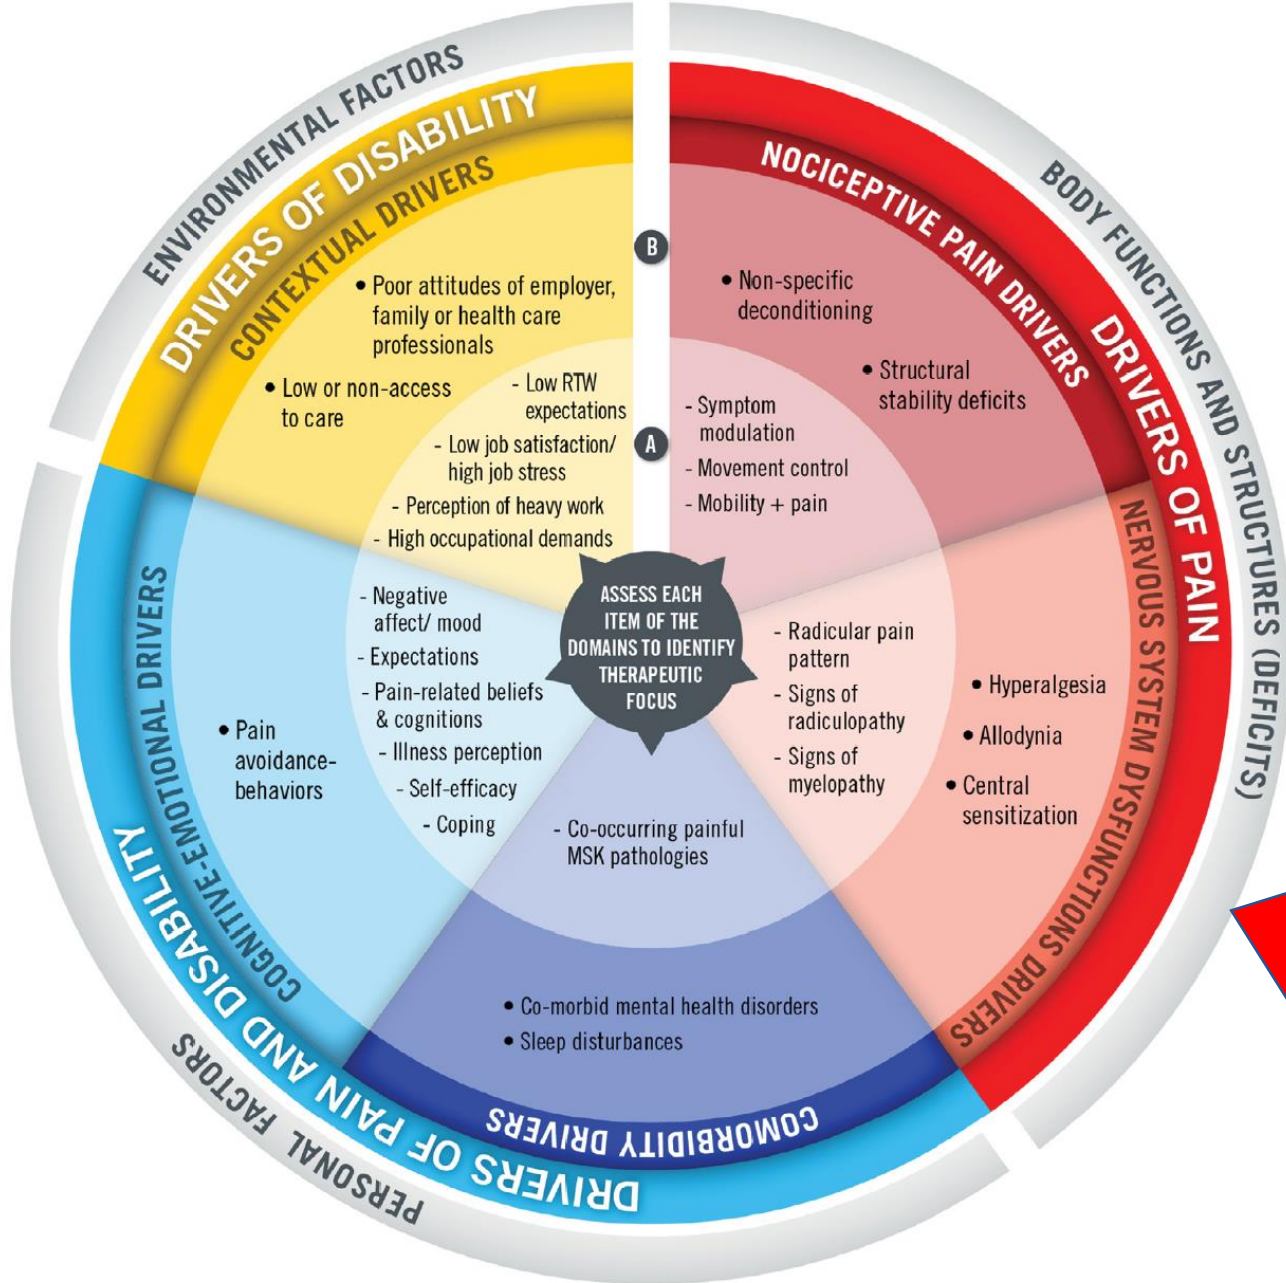 ENVIRONMENTAL FACTORS
DRIVERS OF DISABILITY
CONTEXTUAL DRIVERS
• Poor attitudes of employer,
family or health care
professionals
• Low or non-access
to care
- Low RTW
expectations
- Low job satisfaction/
high job stress
- Perception of heavy work
- High occupational demands
B
A
BODY FUNCTIONS AND STRUCTURES (DEFICITS)
DRIVERS OF PAIN
NOCICEPTIVE PAIN DRIVERS
• Non-specific
deconditioning
• Structural
stability deficits
- Symptom
modulation
- Movement control
- Mobility + pain
NERVOUS SYSTEM DYSFUNCTIONS DRIVERS
- Radicular pain
pattern
- Signs of
radiculopathy
- Signs of
myelopathy
• Hyperalgesia
• Allodynia
• Central
sensitization
ASSESS EACH
ITEM OF THE
DOMAINS TO IDENTIFY
THERAPEUTIC
FOCUS
PERSONAL FACTORS
DRIVERS OF PAIN AND DISABILITY
COGNITIVE-EMOTIONAL DRIVERS
- Negative
affect/ mood
- Expectations
- Pain-related beliefs
& cognitions
- Illness perception
- Self-efficacy
- Coping
• Pain
avoidance-
behaviors
- Co-occurring painful
MSK pathologies
• Co-morbid mental health disorders
• Sleep disturbances
COMORBIDITY DRIVERS